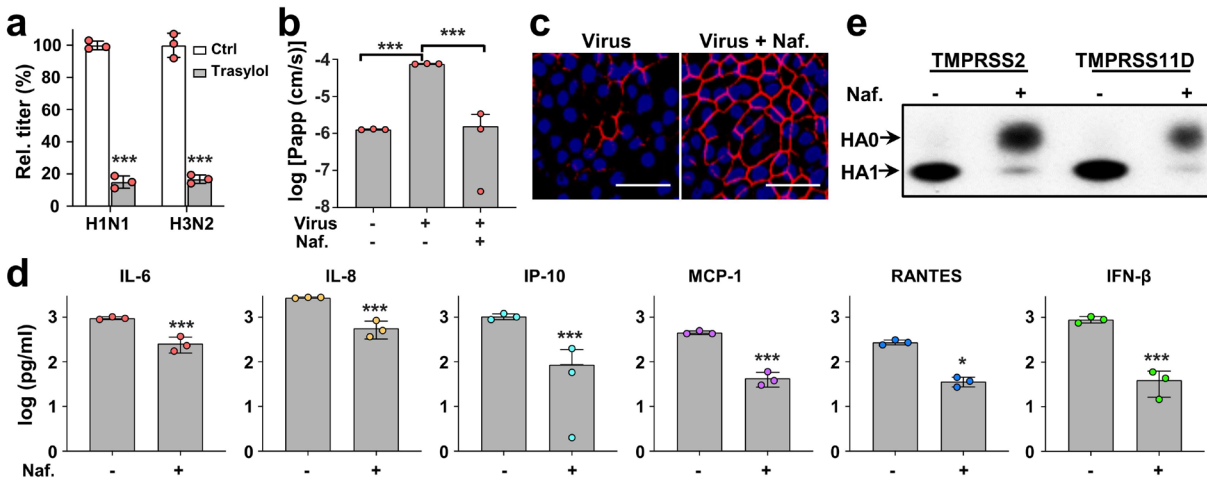 a
Rel. titer (%)
100
80
60
40
20
0
*** ***
H1N1 H3N2
Ctrl
Trasylol
b
log [Papp (cm/s)]
-4
-5
-6
-7
-8
*** ***
Virus - + +
Naf. - - +
c
Virus Virus + Naf.
e
TMPRSS2 TMPRSS11D
Naf. - + - +
HA0
HA1
d
log (pg/ml)
IL-6
3
2
1
0
***
Naf. - +
IL-8
3
2
1
0
***
- +
IP-10
3
2
1
0
***
- +
MCP-1
3
2
1
0
***
- +
RANTES
3
2
1
0
*
- +
IFN-β
3
2
1
0
***
- +